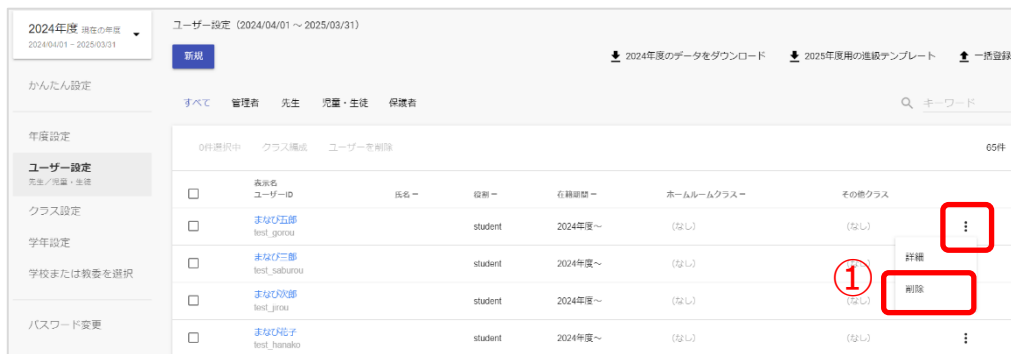 2024年度 現在の年度
2024/04/01 ~ 2025/03/31
かんたん設定
年度設定
ユーザー設定
先生／児童・生徒
クラス設定
学年設定
学校または教委を選択
パスワード変更
ユーザー設定（2024/04/01 ～ 2025/03/31）
新規
2024年度のデータをダウンロード
2025年度用の進級テンプレート
一括登録
すべて 管理者 先生 児童・生徒 保護者
キーワード
0件選択中 クラス編成 ユーザーを削除
65件
表示名
ユーザーID 氏名 役割 在籍期間 ホームルームクラス その他クラス
まなび五郎
test_gorou student 2024年度～ （なし） （なし）
まなび三郎
test_saburou student 2024年度～ （なし）
まなび次郎
test_jirou student 2024年度～ （なし） （なし）
まなび花子
test_hanako student 2024年度～ （なし） （なし）
詳細
①
削除